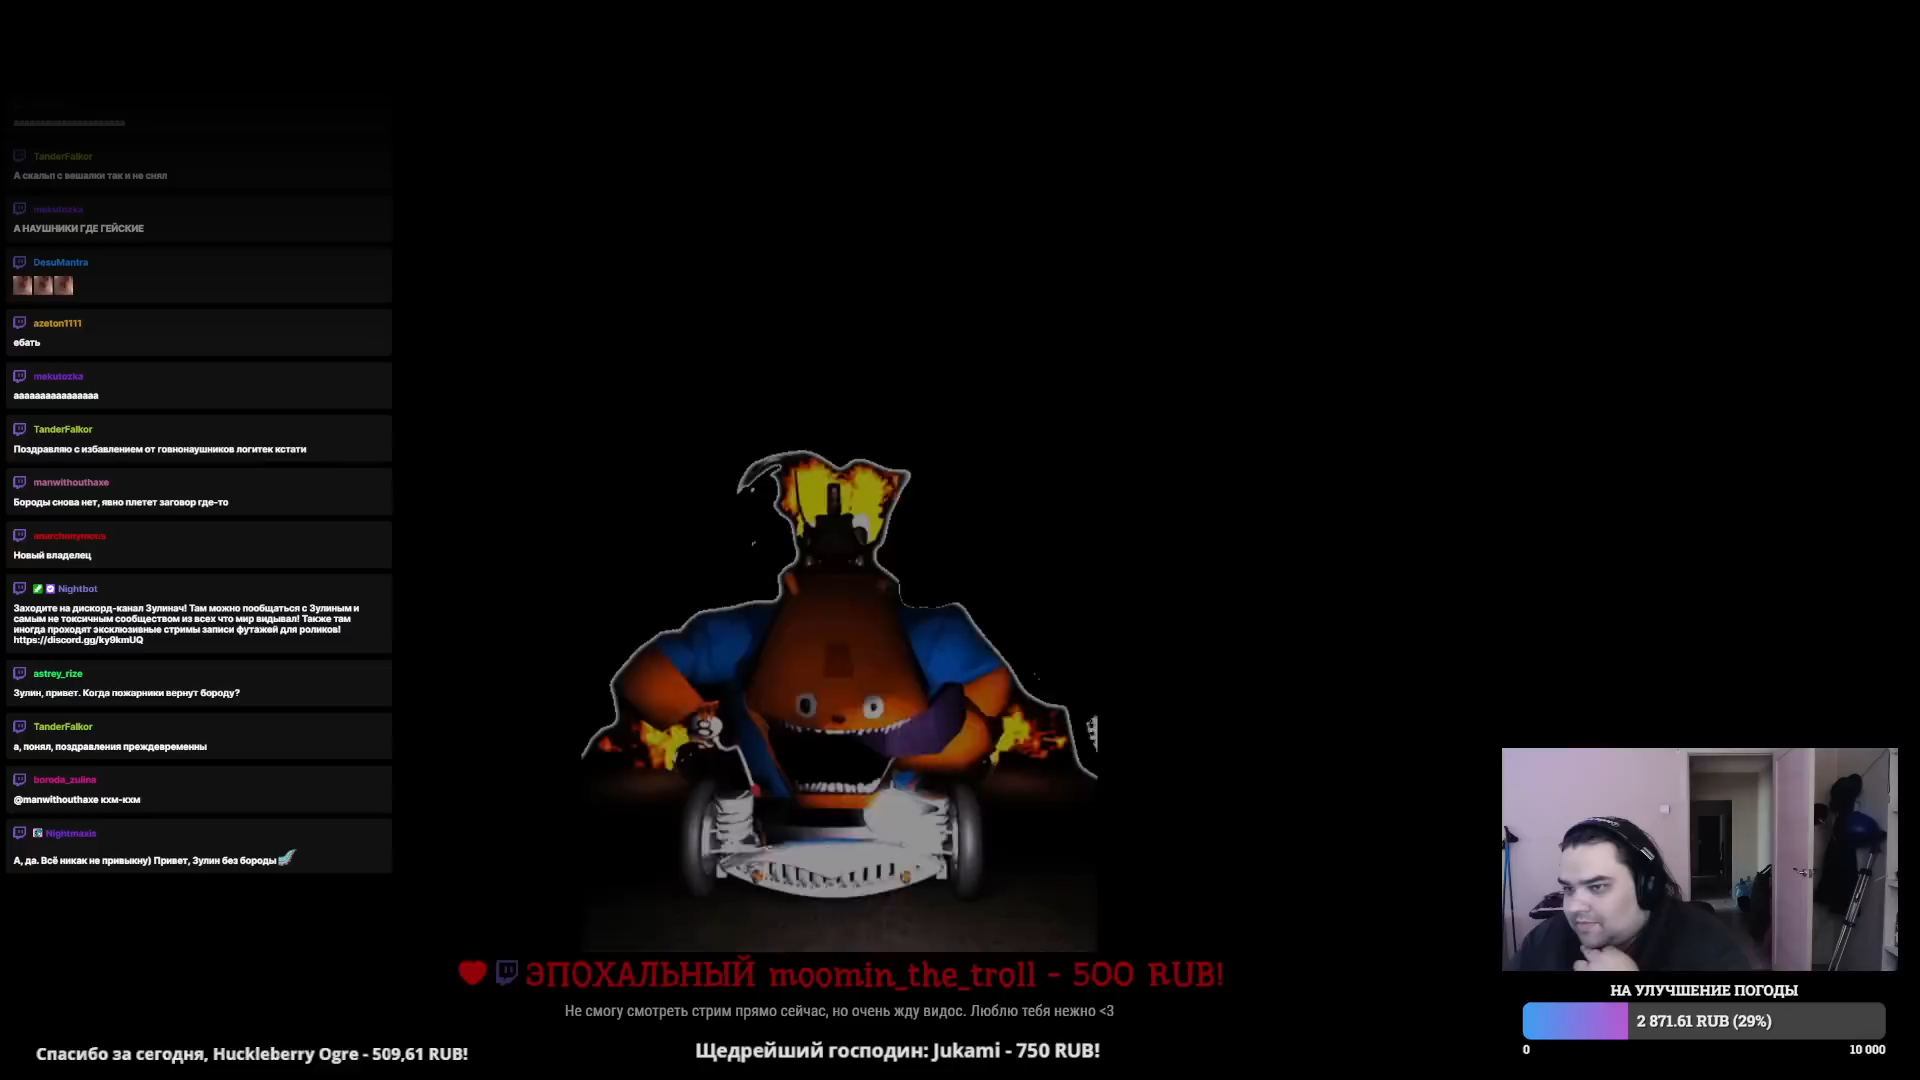 аааааааааааааааааааа
TanderFalkor
А скальп с вешалки так и не снял
mekutozka
А НАУШНИКИ ГДЕ ГЕЙСКИЕ
DesuMantra
azeton1111
ебать
mekutozka
аааааааааааааааа
TanderFalkor
Поздравляю с избавлением от говнонаушников логитек кстати
manwithouthaxe
Бороды снова нет, явно плетет заговор где-то
anarchonymous
Новый владелец
Nightbot
Заходите на дискорд-канал Зулинач! Там можно пообщаться с Зулиным и
самым не токсичным сообществом из всех что мир видывал! Также там
иногда проходят эксклюзивные стримы записи футажей для роликов!
https://discord.gg/ky9kmUQ
astrey_rize
Зулин, привет. Когда пожарники вернут бороду?
TanderFalkor
а, понял, поздравления преждевременны
boroda_zulina
@manwithouthaxe кхм-кхм
Nightmaxis
А, да. Всё никак не привыкну) Привет, Зулин без бороды
8
ЭПОХАЛЬНЫЙ moomin_the_troll - 500 RUB!
Не смогу смотреть стрим прямо сейчас, но очень жду видос. Люблю тебя нежно <3
Спасибо за сегодня, Huckleberry Ogre - 509,61 RUB!
Щедрейший господин: Jukami - 750 RUB!
НА УЛУЧШЕНИЕ ПОГОДЫ
2 871.61 RUB (29%)
0 10 000